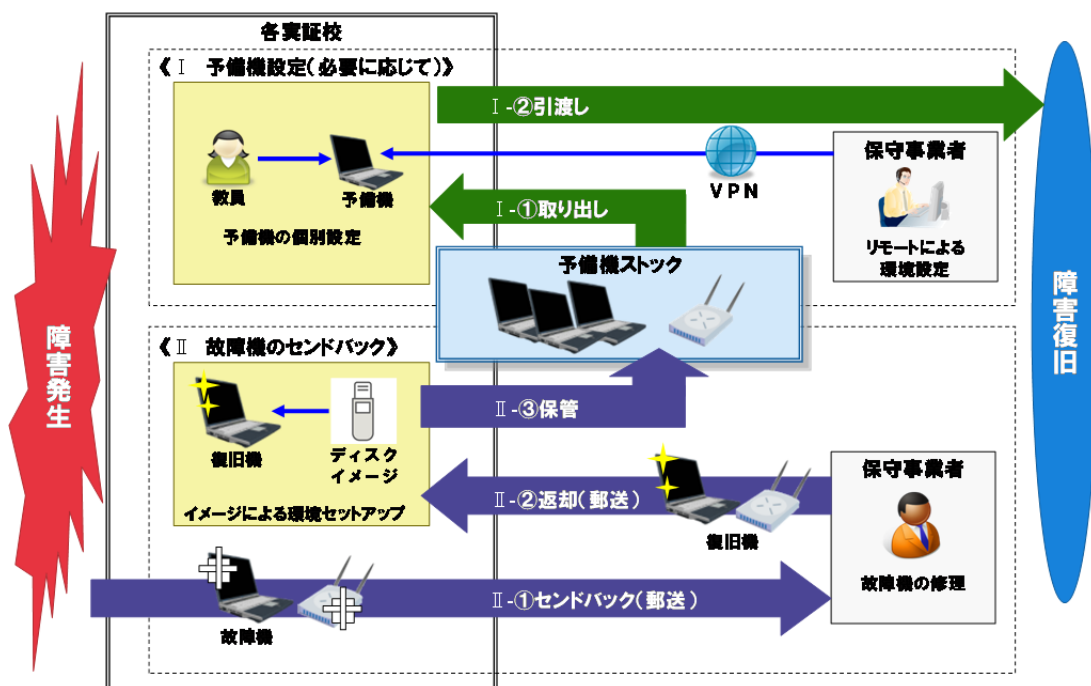 各実証校
《Ⅰ 予備機設定(必要に応じて)》
Ⅰ-②引渡し
教員
予備機
予備機の個別設定
VPN
保守事業者
リモートによる
環境設定
Ⅰ-①取り出し
予備機ストック
障害発生
障害復旧
《Ⅱ 故障機のセンドバック》
復旧機
ディスク
イメージ
イメージによる環境セットアップ
Ⅱ-③保管
Ⅱ-②返却(郵送)
復旧機
保守事業者
故障機の修理
故障機
Ⅱ-①センドバック(郵送)